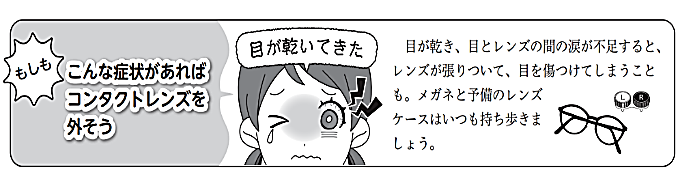 もしも
こんな症状があれば
コンタクトレンズを
外そう
目が乾いてきた
目が乾き、目とレンズの間の涙が不足すると、
レンズが張りついて、目を傷つけてしまうこと
も。メガネと予備のレンズ
ケースはいつも持ち歩きま
しょう。
L R